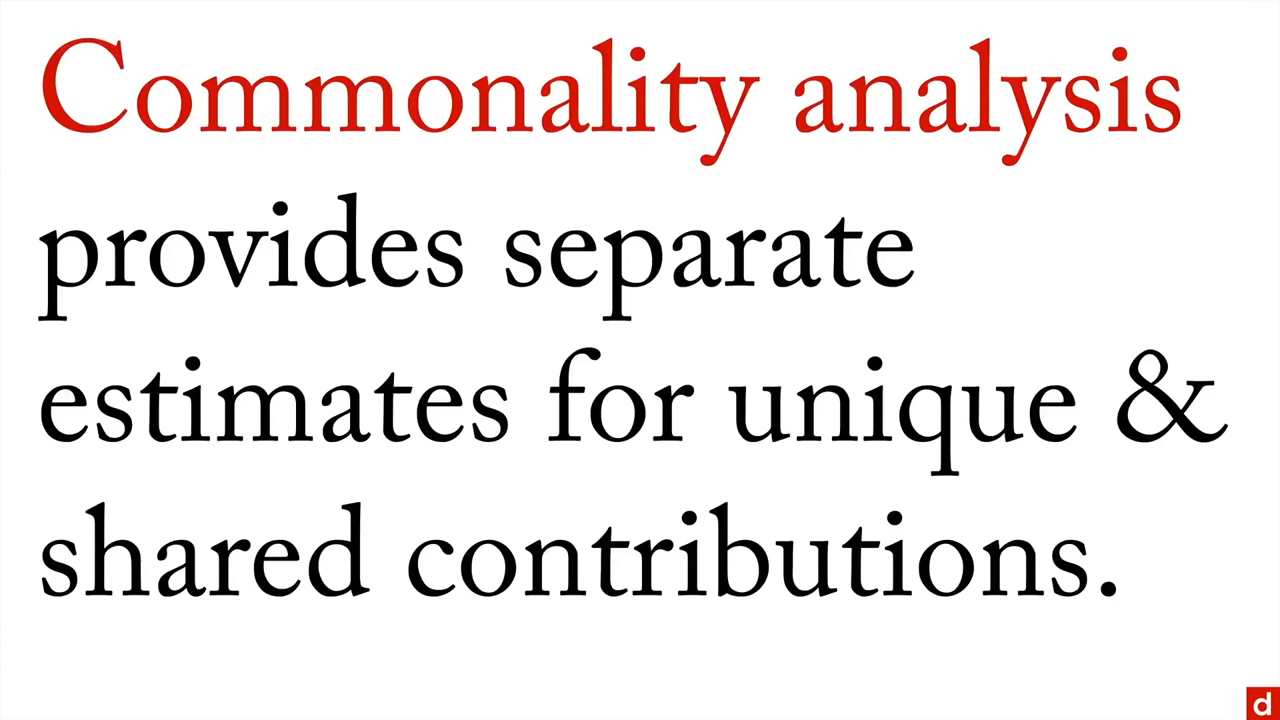 Commonality analysis
provides separate
estimates for unique &
shared contributions.
d